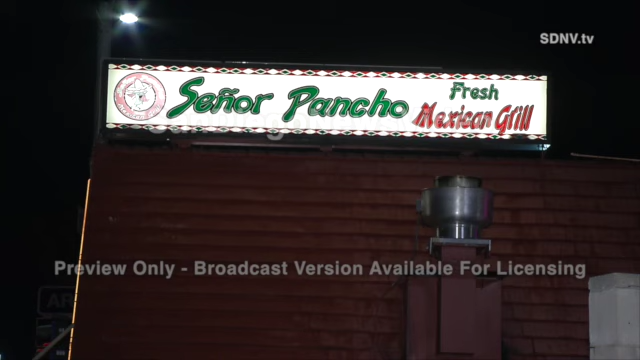 SDNV.tv
Señor Pancho
Fresh
Mexican Grill
Preview Only - Broadcast Version Available For Licensing